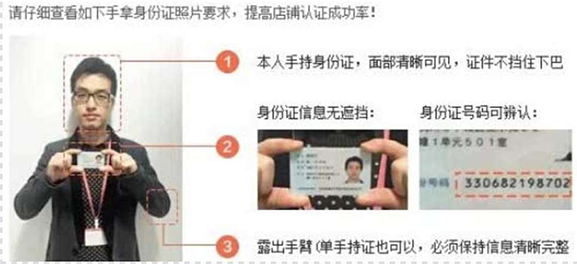 请仔细查看如下手拿身份证照片要求，提高店铺认证成功率！
1 本人手持身份证，面部清晰可见，证件不挡住下巴
身份证信息无遮挡： 身份证号码可辨认：
2
幢1单元501室
份号码 330682198702
3 露出手臂(单手持证也可以，必须保持信息清晰完整